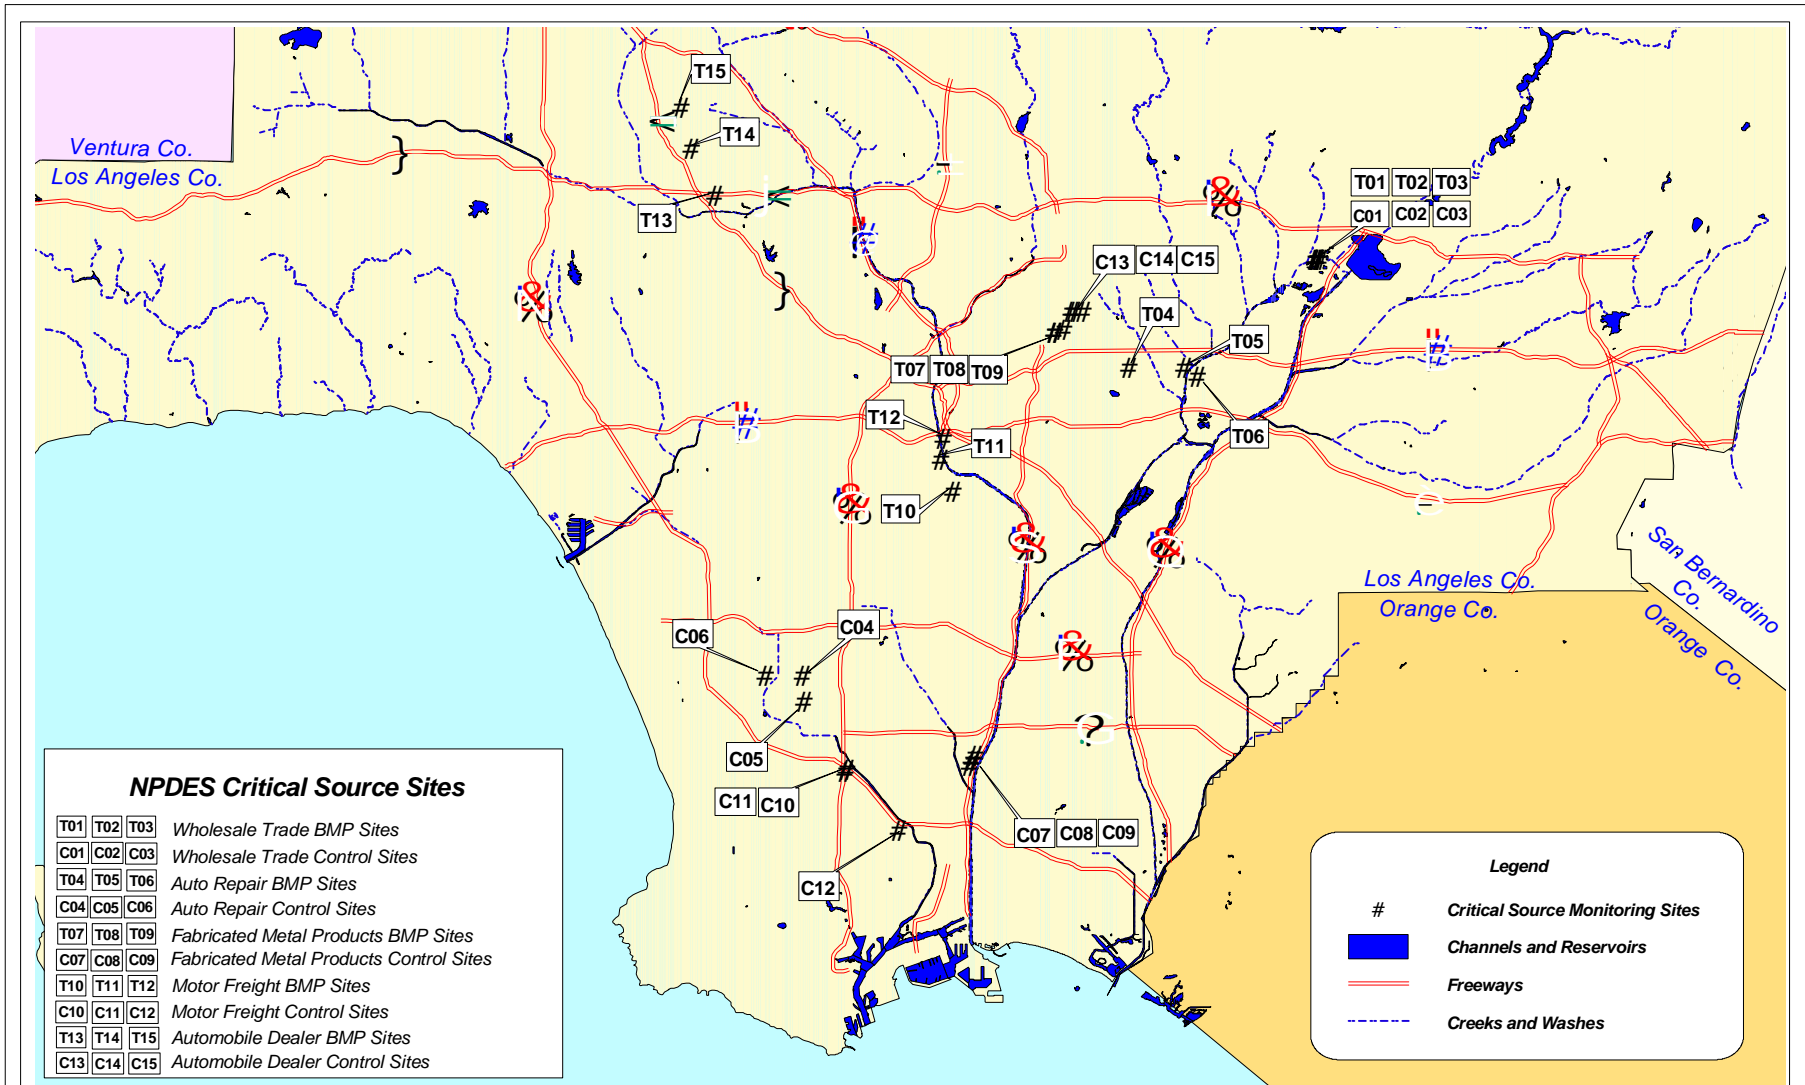 T15
T14
Ventura Co.
Los Angeles Co.
T13
T01 T02 T03
C01 C02 C03
C13 C14 C15
T04
T05
T07 T08 T09
T12
T11
T06
T10
San Bernardino
Co.
Los Angeles Co.
Orange Co.
Orange Co.
C06
C04
C05
C11 C10
C07 C08 C09
C12
NPDES Critical Source Sites
T01 T02 T03 Wholesale Trade BMP Sites
C01 C02 C03 Wholesale Trade Control Sites
T04 T05 T06 Auto Repair BMP Sites
C04 C05 C06 Auto Repair Control Sites
T07 T08 T09 Fabricated Metal Products BMP Sites
C07 C08 C09 Fabricated Metal Products Control Sites
T10 T11 T12 Motor Freight BMP Sites
C10 C11 C12 Motor Freight Control Sites
T13 T14 T15 Automobile Dealer BMP Sites
C13 C14 C15 Automobile Dealer Control Sites
Legend
# Critical Source Monitoring Sites
Channels and Reservoirs
Freeways
Creeks and Washes